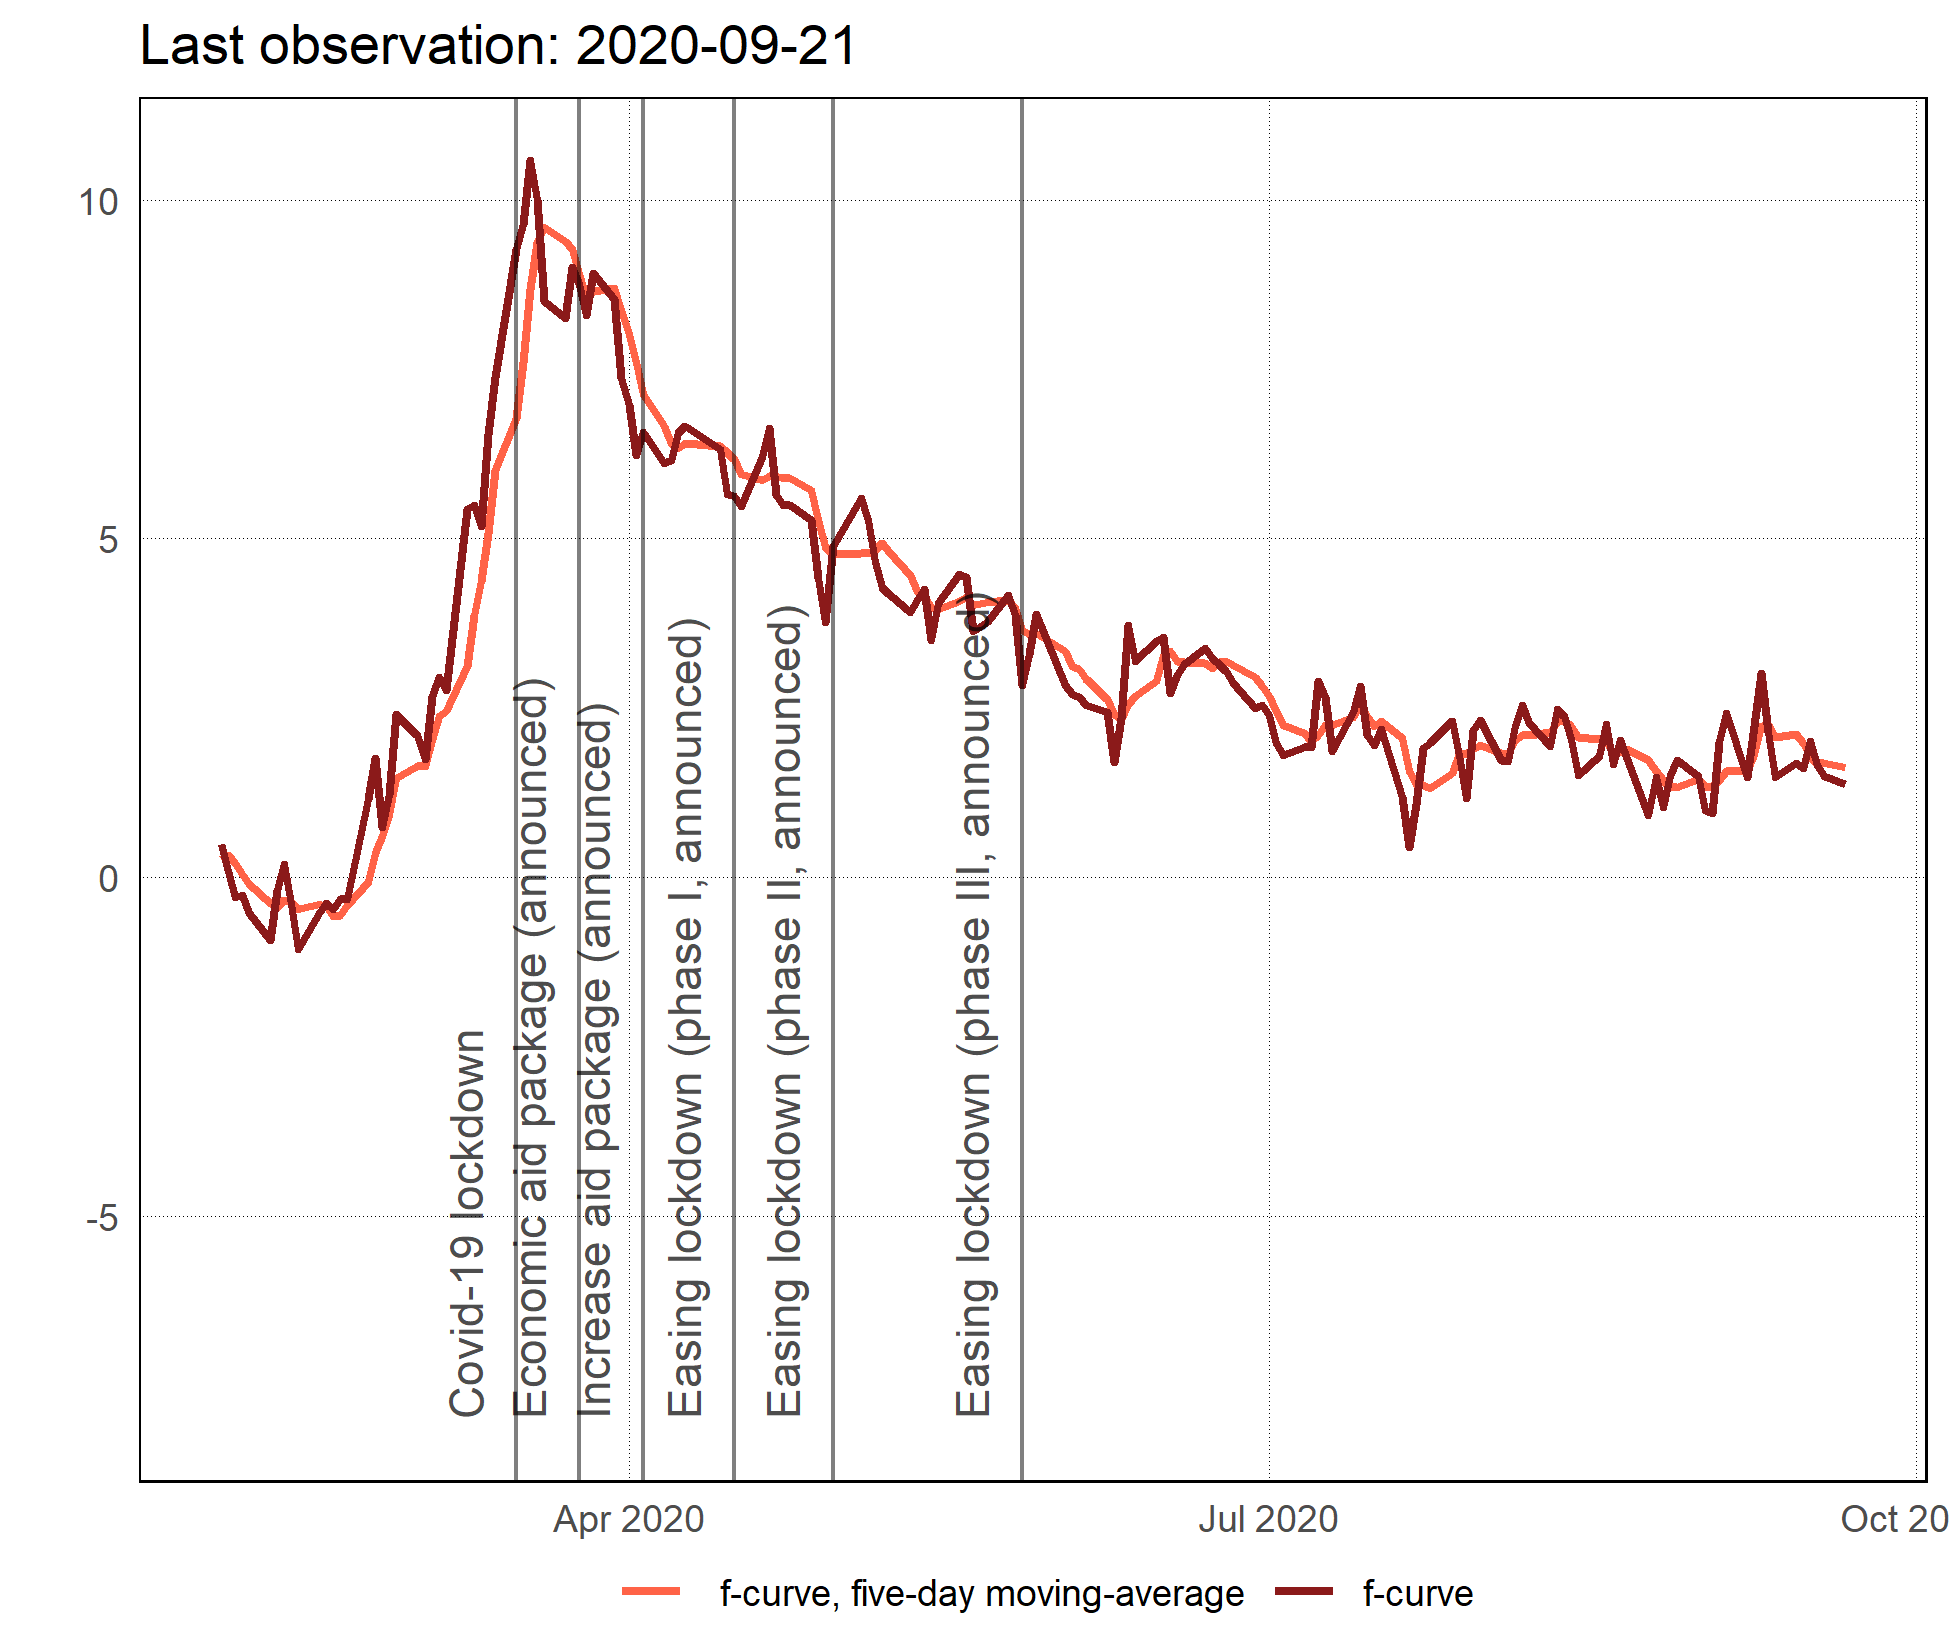 Last observation: 2020-09-21
10
5
0
-5
Covid-19 lockdown
Economic aid package (announced)
Increase aid package (announced)
Easing lockdown (phase I, announced)
Easing lockdown (phase II, announced)
Easing lockdown (phase III, announced)
Apr 2020
Jul 2020
Oct 20
f-curve, five-day moving-average
f-curve